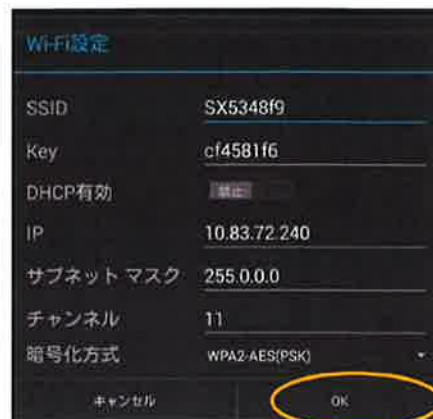 Wi-Fi設定
SSID SX5348f9
Key cf4581f6
DHCP有効 禁止
IP 10.83.72.240
サブネット マスク 255.0.0.0
チャンネル 11
暗号化方式 WPA2-AES(PSK)
キャンセル OK